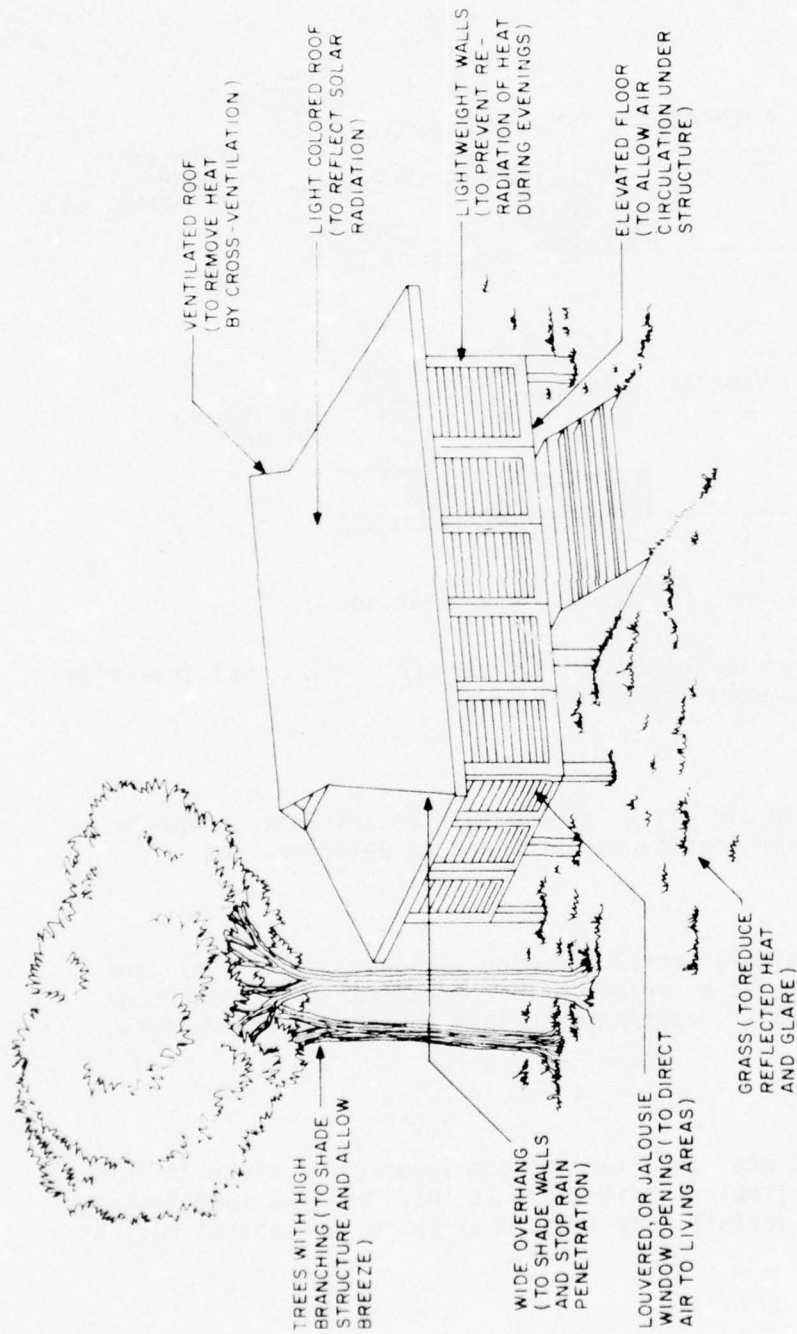 VENTILATED ROOF
(TO REMOVE HEAT
BY CROSS-VENTILATION)
LIGHT COLORED ROOF
(TO REFLECT SOLAR
RADIATION)
LIGHTWEIGHT WALLS
(TO PREVENT RE-
RADIATION OF HEAT
DURING EVENINGS)
ELEVATED FLOOR
(TO ALLOW AIR
CIRCULATION UNDER
STRUCTURE)
TREES WITH HIGH
BRANCHING (TO SHADE
STRUCTURE AND ALLOW
BREEZE)
WIDE OVERHANG
(TO SHADE WALLS
AND STOP RAIN
PENETRATION)
LOUVERED, OR JALOUSIE
WINDOW OPENING (TO DIRECT
AIR TO LIVING AREAS)
GRASS (TO REDUCE
REFLECTED HEAT
AND GLARE)